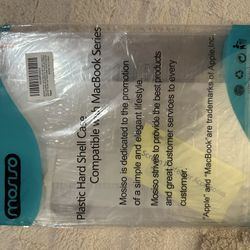 mosiso
Plastic Hard Shell Case
Compatible with MacBook Series
Mosiso is dedicated to the promotion
of a simple and elegant lifestyle.
Mosiso strives to provide the best products
and great customer services to every
customer.
"Apple" and "MacBook" are trademarks of Apple,Inc.